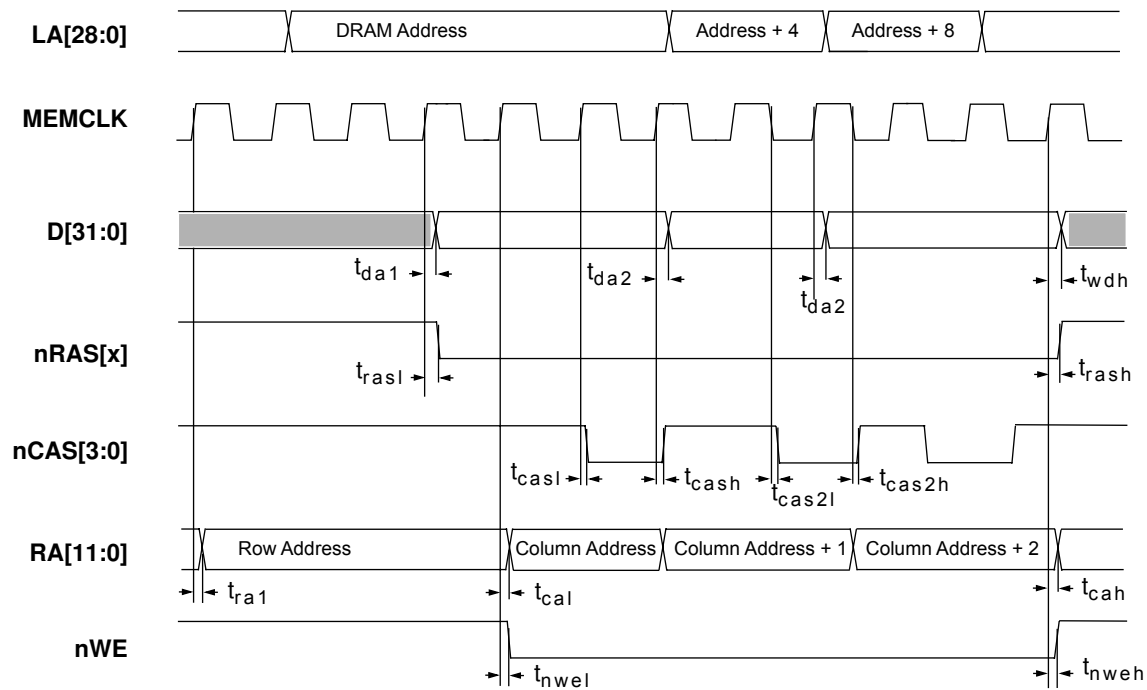 LA[28:0] DRAM Address Address + 4 Address + 8
MEMCLK
D[31:0]
tda1 tda2 tda2 twdh
nRAS[x]
trasl trash
nCAS[3:0]
tcasl tcash tcas2l tcas2h
RA[11:0] Row Address Column Address Column Address + 1 Column Address + 2
tra1 tcal tcah
nWE
tnwel tnweh